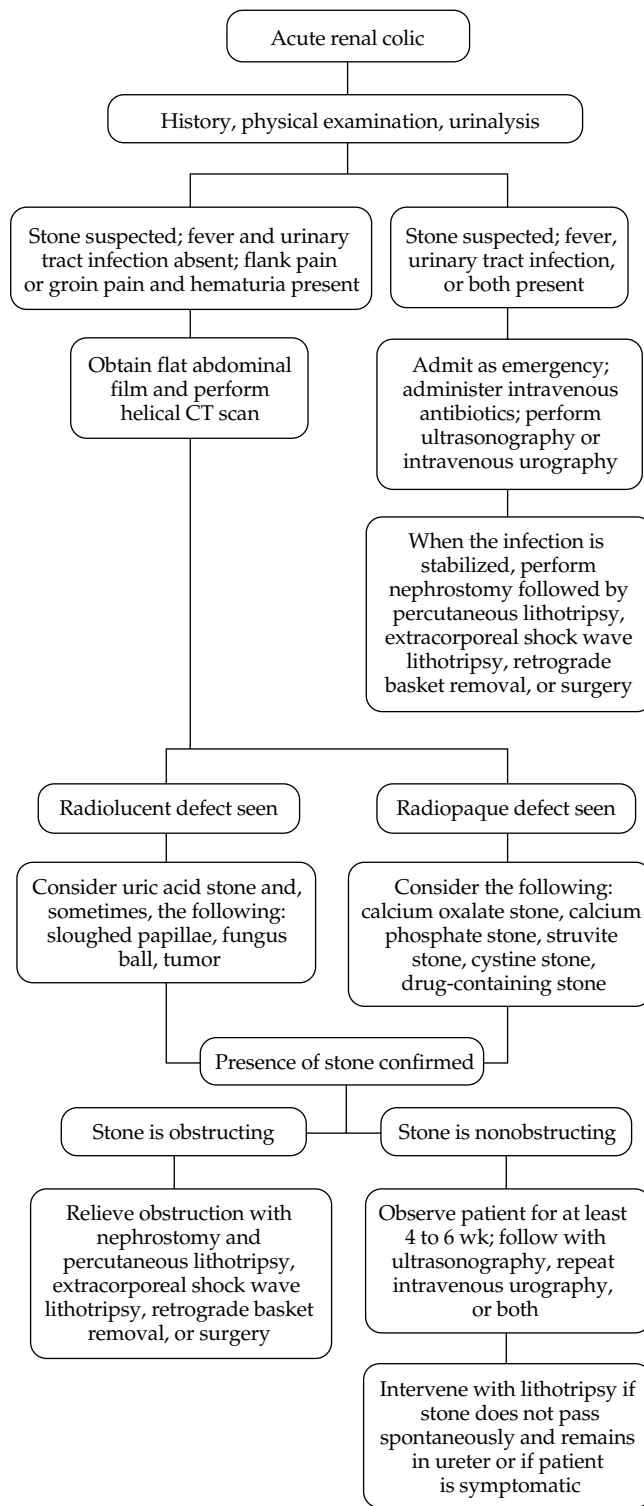 Acute renal colic
History, physical examination, urinalysis
Stone suspected; fever and urinary
tract infection absent; flank pain
or groin pain and hematuria present
Stone suspected; fever,
urinary tract infection,
or both present
Obtain flat abdominal
film and perform
helical CT scan
Admit as emergency;
administer intravenous
antibiotics; perform
ultrasonography or
intravenous urography
When the infection is
stabilized, perform
nephrostomy followed by
percutaneous lithotripsy,
extracorporeal shock wave
lithotripsy, retrograde
basket removal, or surgery
Radiolucent defect seen
Radiopaque defect seen
Consider uric acid stone and,
sometimes, the following:
sloughed papillae, fungus
ball, tumor
Consider the following:
calcium oxalate stone, calcium
phosphate stone, struvite
stone, cystine stone,
drug-containing stone
Presence of stone confirmed
Stone is obstructing
Stone is nonobstructing
Relieve obstruction with
nephrostomy and
percutaneous lithotripsy,
extracorporeal shock wave
lithotripsy, retrograde basket
removal, or surgery
Observe patient for at least
4 to 6 wk; follow with
ultrasonography, repeat
intravenous urography,
or both
Intervene with lithotripsy if
stone does not pass
spontaneously and remains
in ureter or if patient
is symptomatic